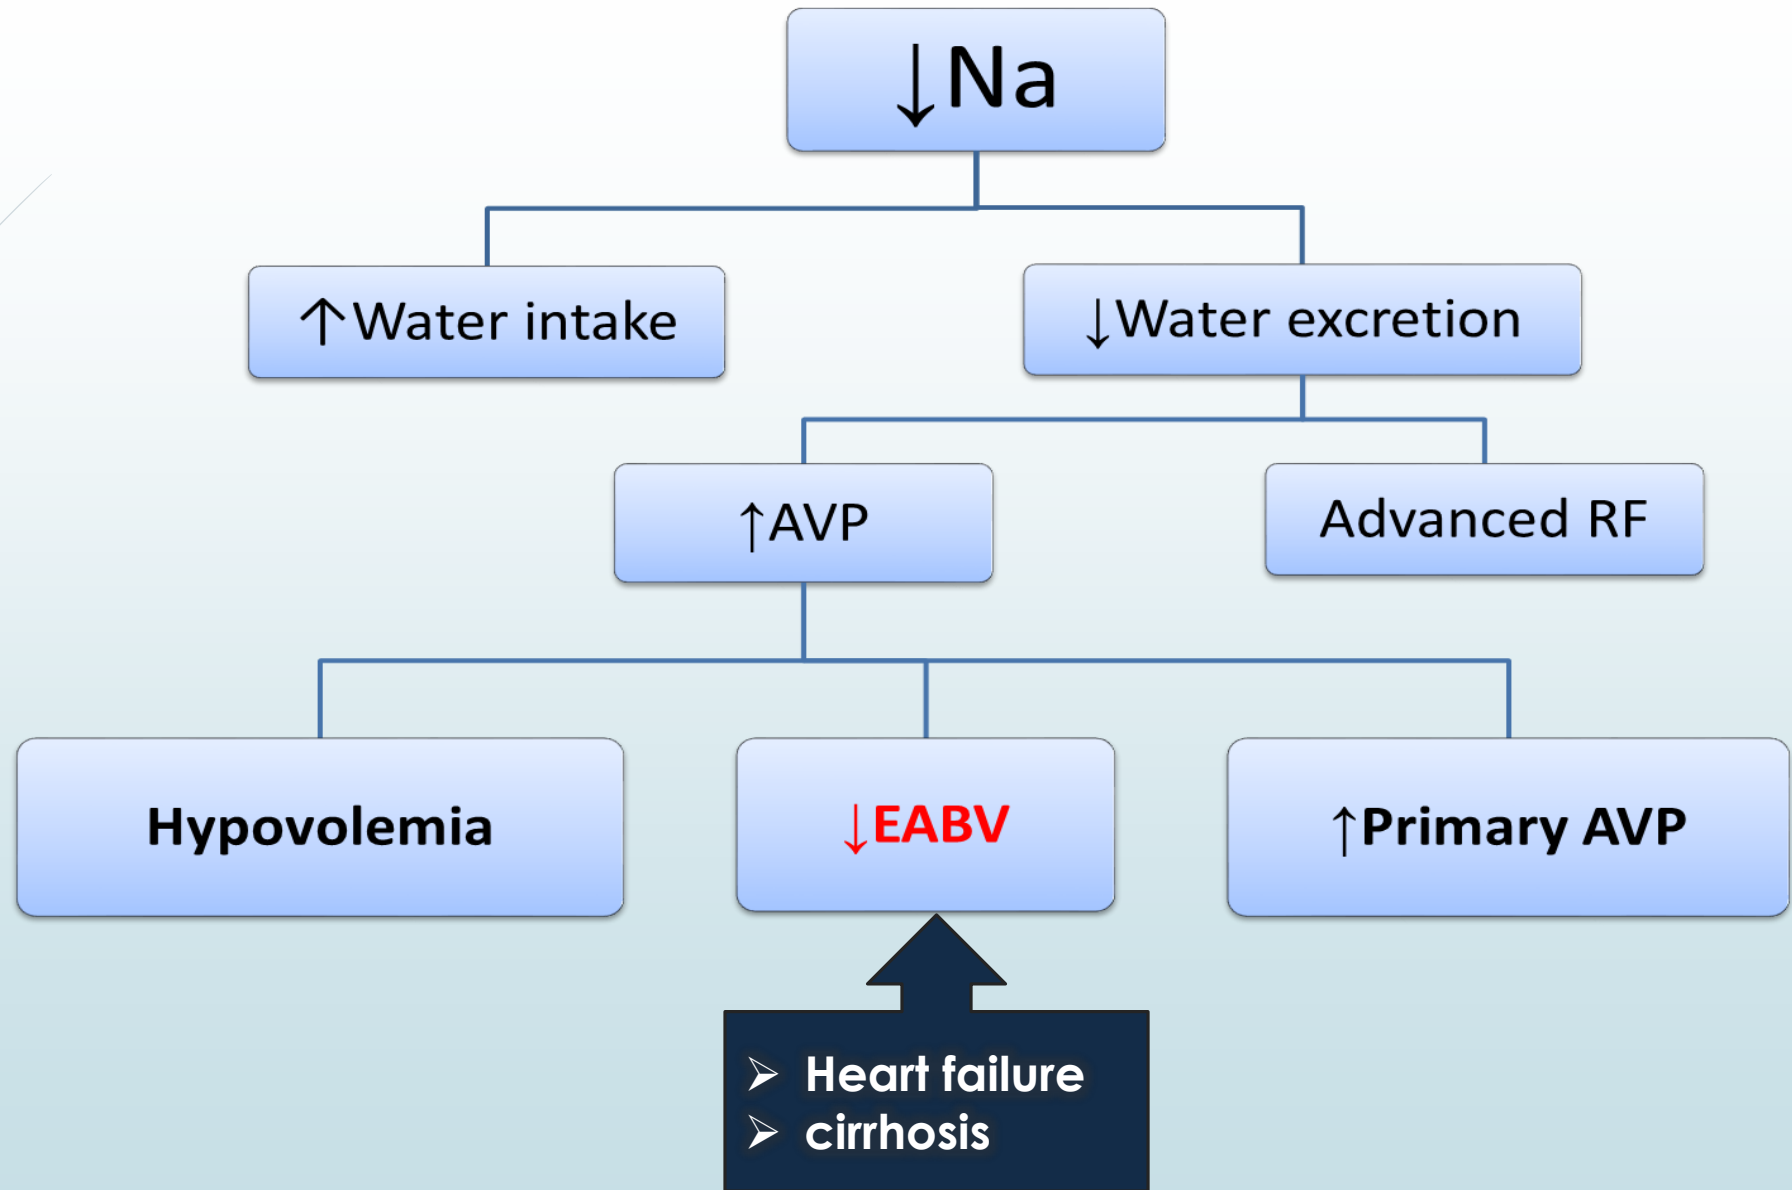 ↓Na
↑Water intake
↓Water excretion
↑AVP
Advanced RF
Hypovolemia
↓EABV
↑Primary AVP
➢ Heart failure
➢ cirrhosis